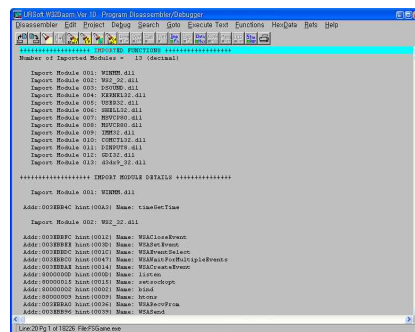 URSoft W32Dasm Ver 10 Program Disassembler/Debugger
Disassembler Edit Project Debug Search Goto Execute Text Functions HexData Refs Help
+++++++++++++++++++ IMPORTED FUNCTIONS ++++++++++++++++
Number of Imported Modules = 13 (decimal)
Import Module 001: WINMM.dll
Import Module 002: WS2_32.dll
Import Module 003: DSOUND.dll
Import Module 004: KERNEL32.dll
Import Module 005: USER32.dll
Import Module 006: SHELL32.dll
Import Module 007: MSVCP80.dll
Import Module 008: MSVCR80.dll
Import Module 009: IMM32.dll
Import Module 010: COMCTL32.dll
Import Module 011: DINPUT8.dll
Import Module 012: GDI32.dll
Import Module 013: d3dx9_32.dll
+++++++++++++++++++ IMPORT MODULE DETAILS +++++++++++++++
Import Module 001: WINMM.dll
Addr:003EBB4C hint(00A3) Name: timeGetTime
Import Module 002: WS2_32.dll
Addr:003EBBFC hint(0012) Name: WSACloseEvent
Addr:003EBBEE hint(003D) Name: WSASetEvent
Addr:003EBBDC hint(001C) Name: WSAEventSelect
Addr:003EBBC0 hint(0047) Name: WSAWaitForMultipleEvents
Addr:003EBBAE hint(0014) Name: WSACreateEvent
Addr:8000000D hint(000D) Name: listen
Addr:80000015 hint(0015) Name: setsockopt
Addr:80000002 hint(0002) Name: bind
Addr:80000009 hint(0009) Name: htons
Addr:003EBBA0 hint(0036) Name: WSARecvFrom
Addr:003EBB96 hint(0039) Name: WSASend
Line:20 Pg 1 of 18226 File:FSGame.exe